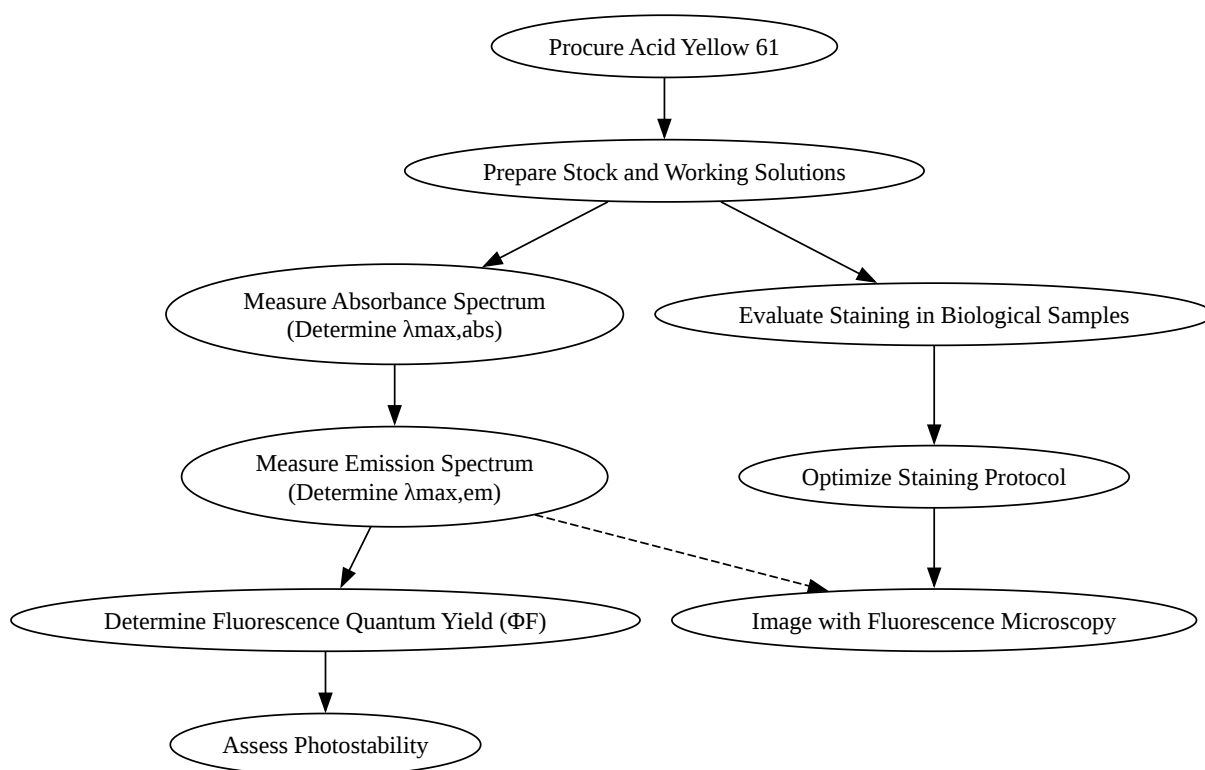 Procure Acid Yellow 61
Prepare Stock and Working Solutions
Measure Absorbance Spectrum
(Determine λmax,abs)
Evaluate Staining in Biological Samples
Measure Emission Spectrum
(Determine λmax,em)
Optimize Staining Protocol
Determine Fluorescence Quantum Yield (ΦF)
Image with Fluorescence Microscopy
Assess Photostability